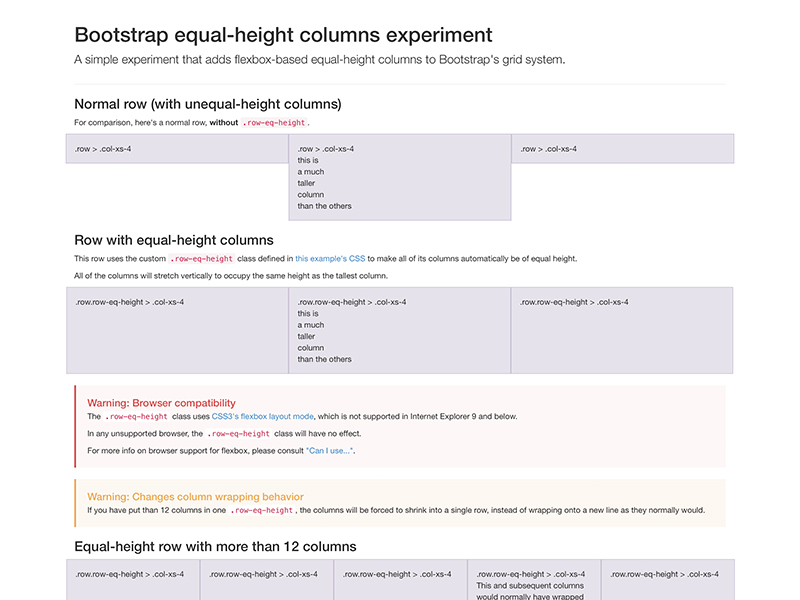 Bootstrap equal-height columns experiment
A simple experiment that adds flexbox-based equal-height columns to Bootstrap's grid system.
Normal row (with unequal-height columns)
For comparison, here's a normal row, without .row-eq-height.
.row > .col-xs-4
.row > .col-xs-4
this is
a much
taller
column
than the others
.row > .col-xs-4
Row with equal-height columns
This row uses the custom .row-eq-height class defined in this example's CSS to make all of its columns automatically be of equal height.
All of the columns will stretch vertically to occupy the same height as the tallest column.
.row.row-eq-height > .col-xs-4
.row.row-eq-height > .col-xs-4
this is
a much
taller
column
than the others
.row.row-eq-height > .col-xs-4
Warning: Browser compatibility
The .row-eq-height class uses CSS3's flexbox layout mode, which is not supported in Internet Explorer 9 and below.
In any unsupported browser, the .row-eq-height class will have no effect.
For more info on browser support for flexbox, please consult "Can I use...".
Warning: Changes column wrapping behavior
If you have put than 12 columns in one .row-eq-height, the columns will be forced to shrink into a single row, instead of wrapping onto a new line as they normally would.
Equal-height row with more than 12 columns
.row.row-eq-height > .col-xs-4
.row.row-eq-height > .col-xs-4
.row.row-eq-height > .col-xs-4
.row.row-eq-height > .col-xs-4
This and subsequent columns
would normally have wrapped
.row.row-eq-height > .col-xs-4